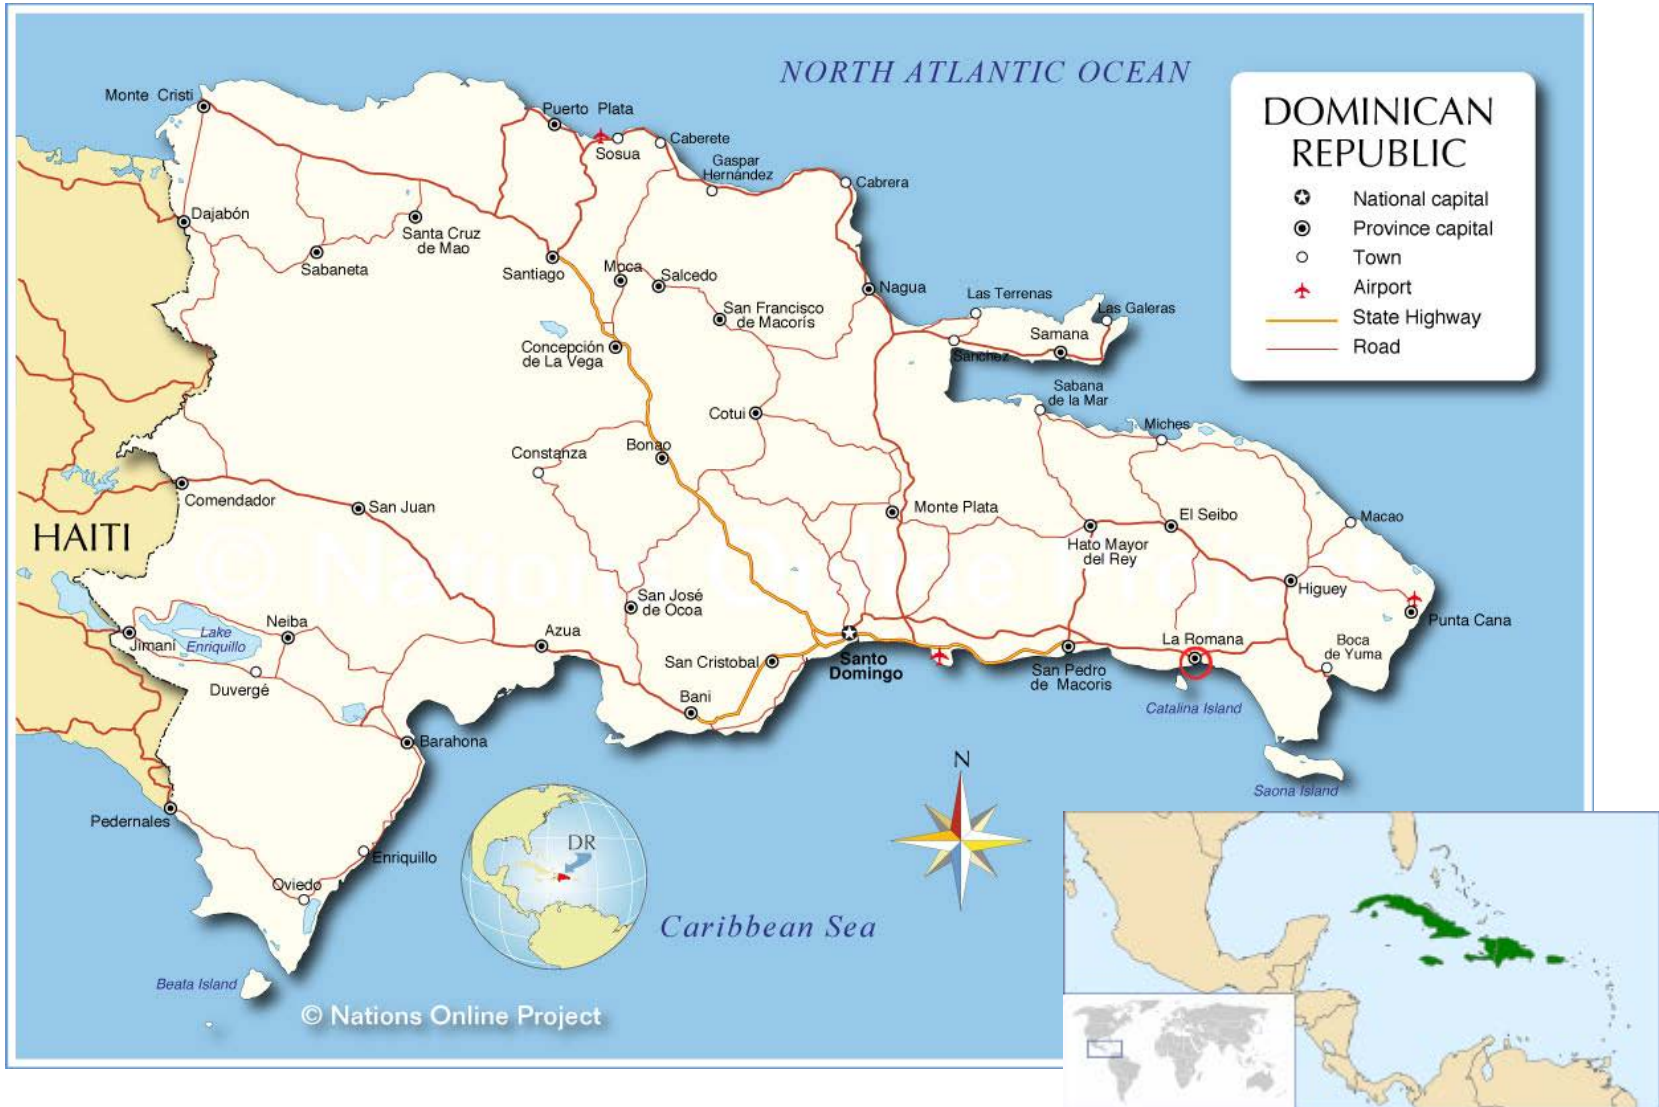 NORTH ATLANTIC OCEAN
DOMINICAN
REPUBLIC
National capital
Province capital
Town
Airport
State Highway
Road
Monte Cristi
Puerto Plata
Sosua
Caberete
Gaspar
Hernández
Cabrera
Dajabón
Santa Cruz
de Mao
Sabaneta
Santiago
Moca
Salcedo
Nagua
San Francisco
de Macorís
Las Terrenas
Las Galeras
Samana
Sanchez
Concepción
de La Vega
Sabana
de la Mar
Miches
Cotui
Bonao
Constanza
Comendador
San Juan
Monte Plata
El Seibo
Macao
HAITI
Hato Mayor
del Rey
Higuey
© Nations Online Project
San José
de Ocoa
Punta Cana
Neiba
Lake
Enriquillo
Jimaní
Azua
La Romana
Boca
de Yuma
San Cristobal
Santo
Domingo
San Pedro
de Macoris
Duvergé
Bani
Catalina Island
Barahona
N
Saona Island
Pedernales
DR
Enriquillo
Oviedo
Caribbean Sea
Beata Island
© Nations Online Project